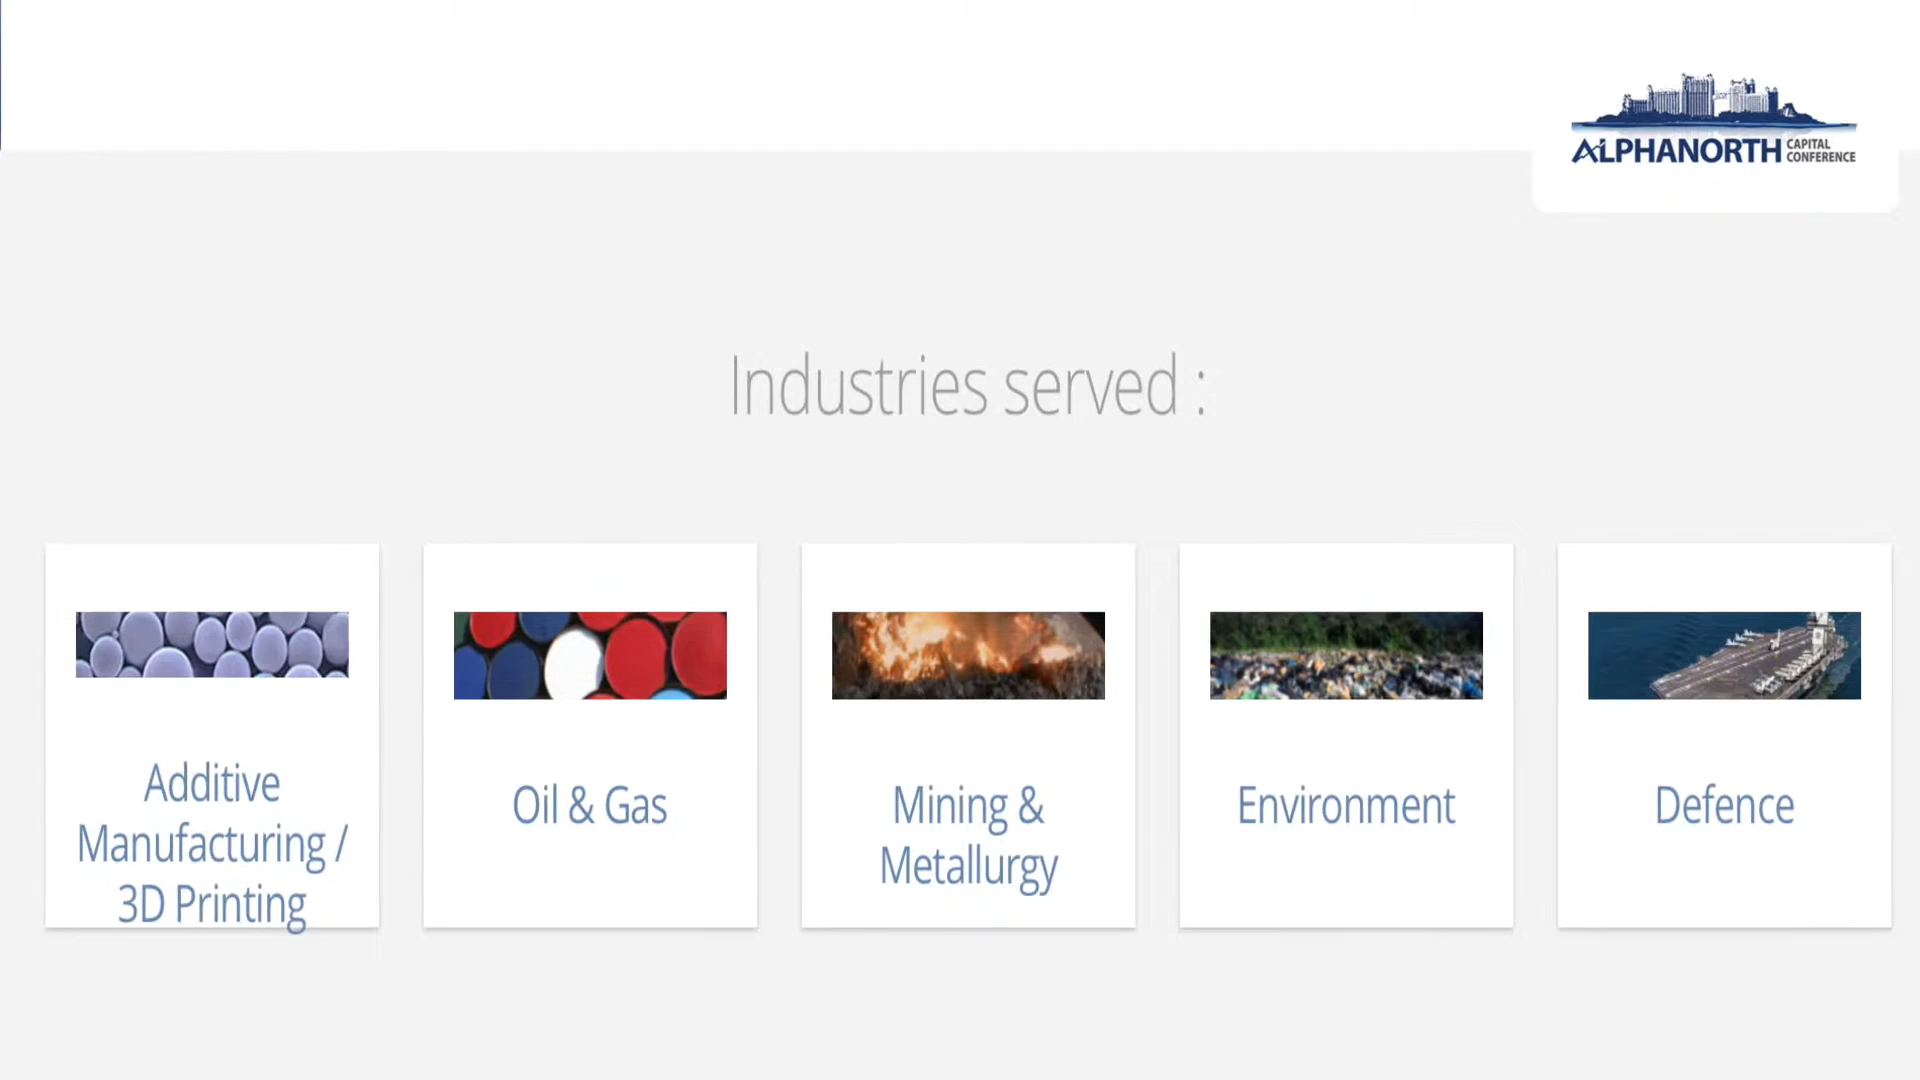 ALPHANORTH CAPITAL CONFERENCE
Industries served :
Additive
Manufacturing /
3D Printing
Oil & Gas
Mining &
Metallurgy
Environment
Defence